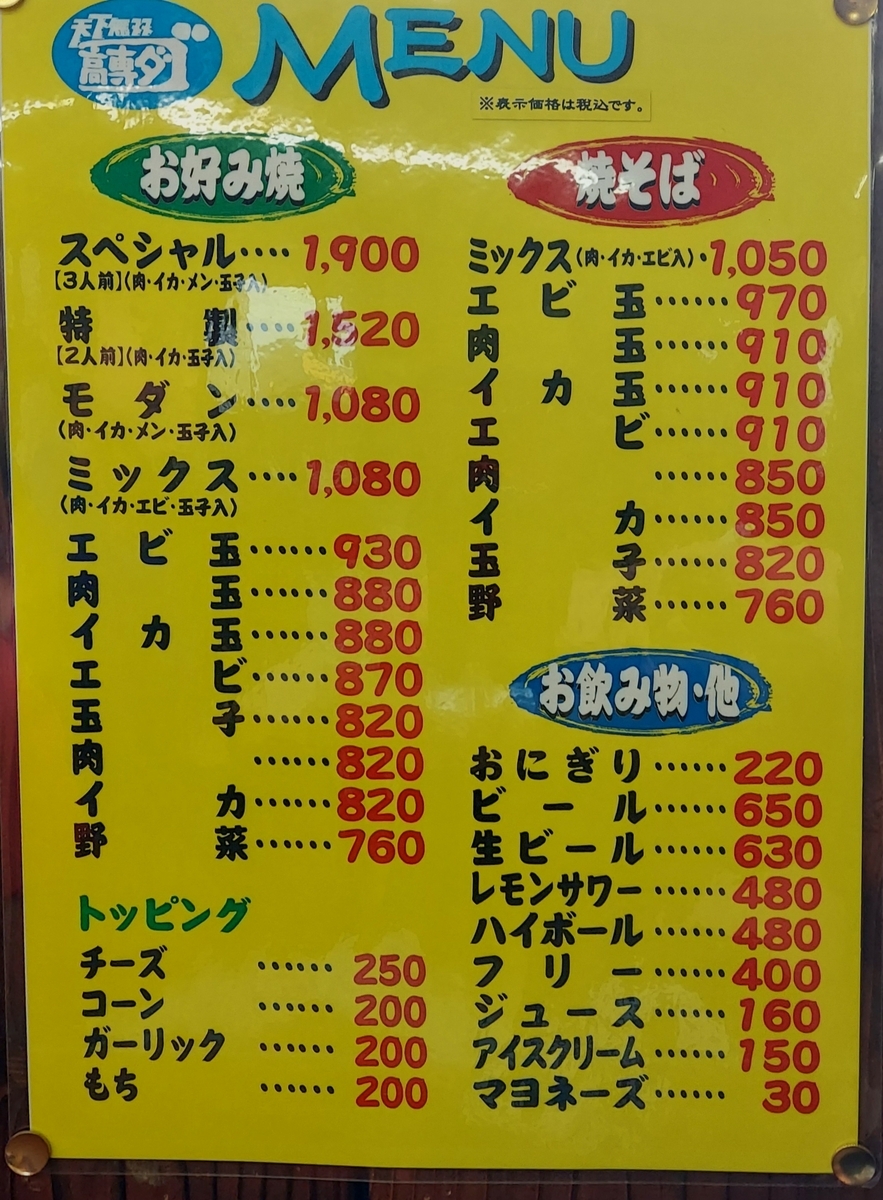 天下無双
高専ダゴ
MENU
※表示価格は税込です。
お好み焼
スペシャル‥‥1,900
【3人前】(肉・イカ・メン・玉子入)
特製‥‥1,520
【2人前】(肉・イカ・玉子入)
モダン‥‥1,080
(肉・イカ・メン・玉子入)
ミックス‥‥1,080
(肉・イカ・エビ・玉子入)
エビ玉‥‥‥930
肉玉‥‥‥880
イカ玉‥‥‥880
エビ‥‥‥870
玉子‥‥‥820
肉‥‥‥820
イカ‥‥‥820
野菜‥‥‥760
トッピング
チーズ‥‥‥250
コーン‥‥‥200
ガーリック‥‥‥200
もち‥‥‥200
焼そば
ミックス(肉・イカ・エビ入)・1,050
エビ玉‥‥‥970
肉玉‥‥‥910
イカ玉‥‥‥910
エビ‥‥‥910
肉‥‥‥850
イカ‥‥‥850
玉子‥‥‥820
野菜‥‥‥760
お飲み物・他
おにぎり‥‥‥220
ビール‥‥‥650
生ビール‥‥‥630
レモンサワー‥‥‥480
ハイボール‥‥‥480
フリー‥‥‥400
ジュース‥‥‥160
アイスクリーム‥‥‥150
マヨネーズ‥‥‥30